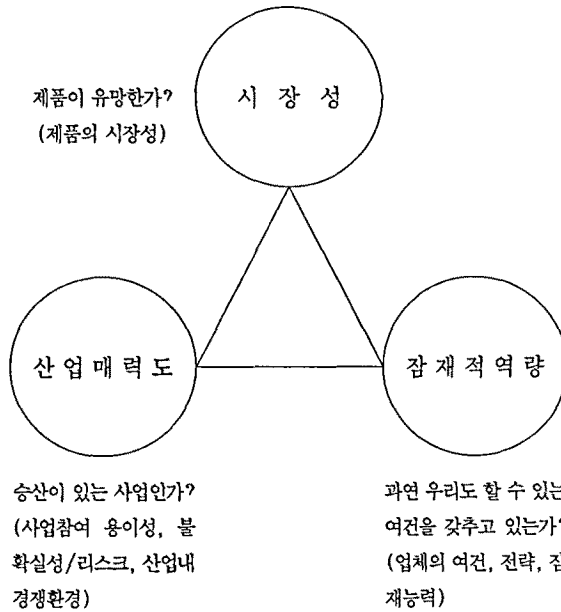 시 장 성
제품이 유망한가?
(제품의 시장성)
산 업 매 력 도
잠 재 적 역 량
승산이 있는 사업인가?
(사업참여 용이성, 불
확실성/리스크, 산업내
경쟁환경)
과연 우리도 할 수 있는
여건을 갖추고 있는가?
(업체의 여건, 전략, 잠
재능력)